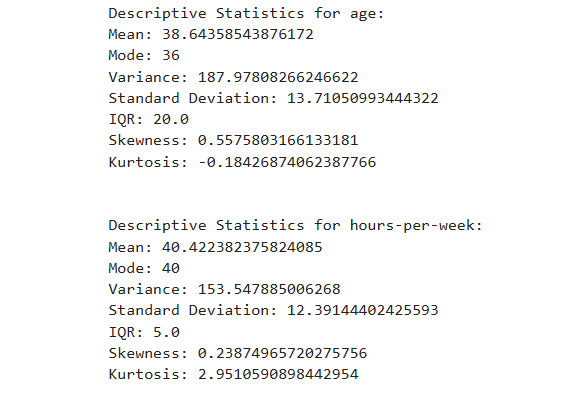 Descriptive Statistics for age:
Mean: 38.64358543876172
Mode: 36
Variance: 187.97808266246622
Standard Deviation: 13.71050993444322
IQR: 20.0
Skewness: 0.5575803166133181
Kurtosis: -0.18426874062387766
Descriptive Statistics for hours-per-week:
Mean: 40.422382375824085
Mode: 40
Variance: 153.547885006268
Standard Deviation: 12.39144402425593
IQR: 5.0
Skewness: 0.23874965720275756
Kurtosis: 2.9510590898442954